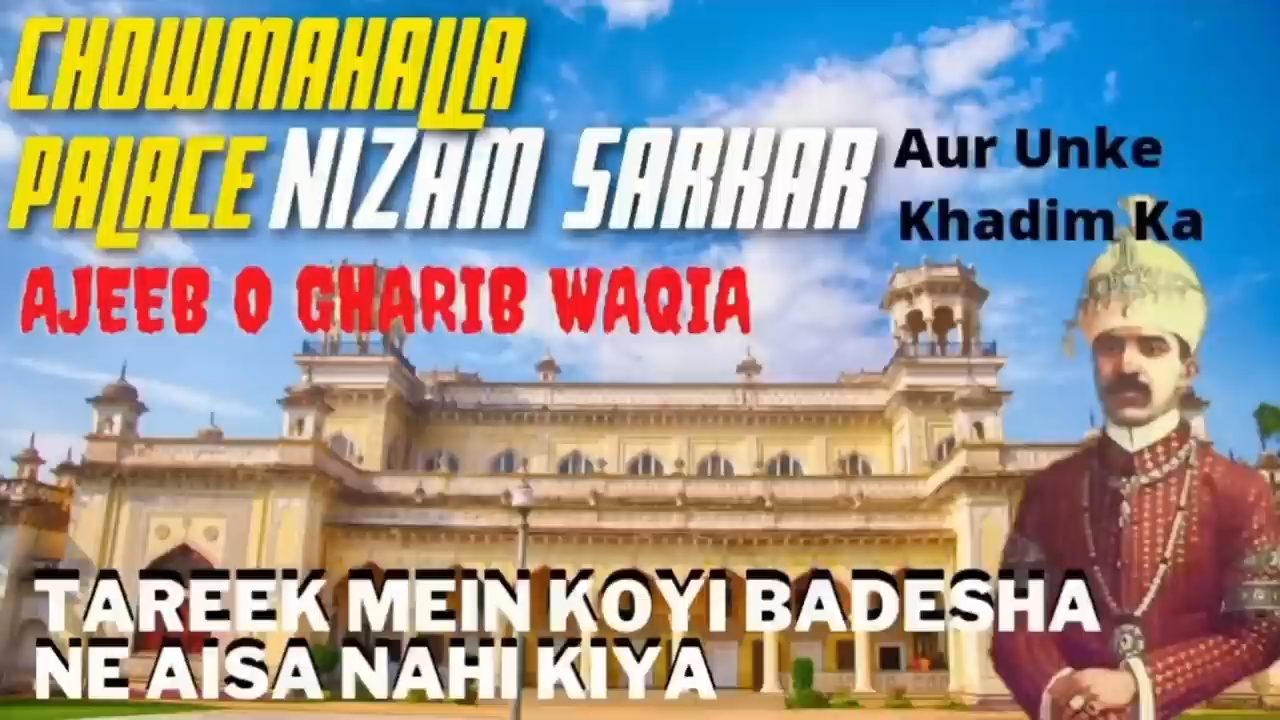 CHOWMAHALLA
PALACE NIZAM SARKAR
Aur Unke
Khadim Ka
AJEEB O GHARIB WAQIA
TAREEK MEIN KOYI BADESHA
NE AISA NAHI KIYA